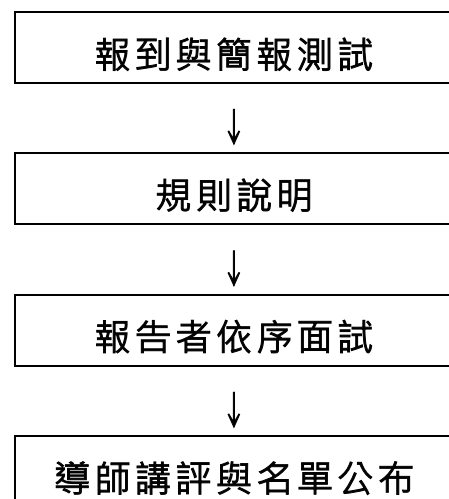 報到與簡報測試
↓
規則說明
↓
報告者依序面試
↓
導師講評與名單公布